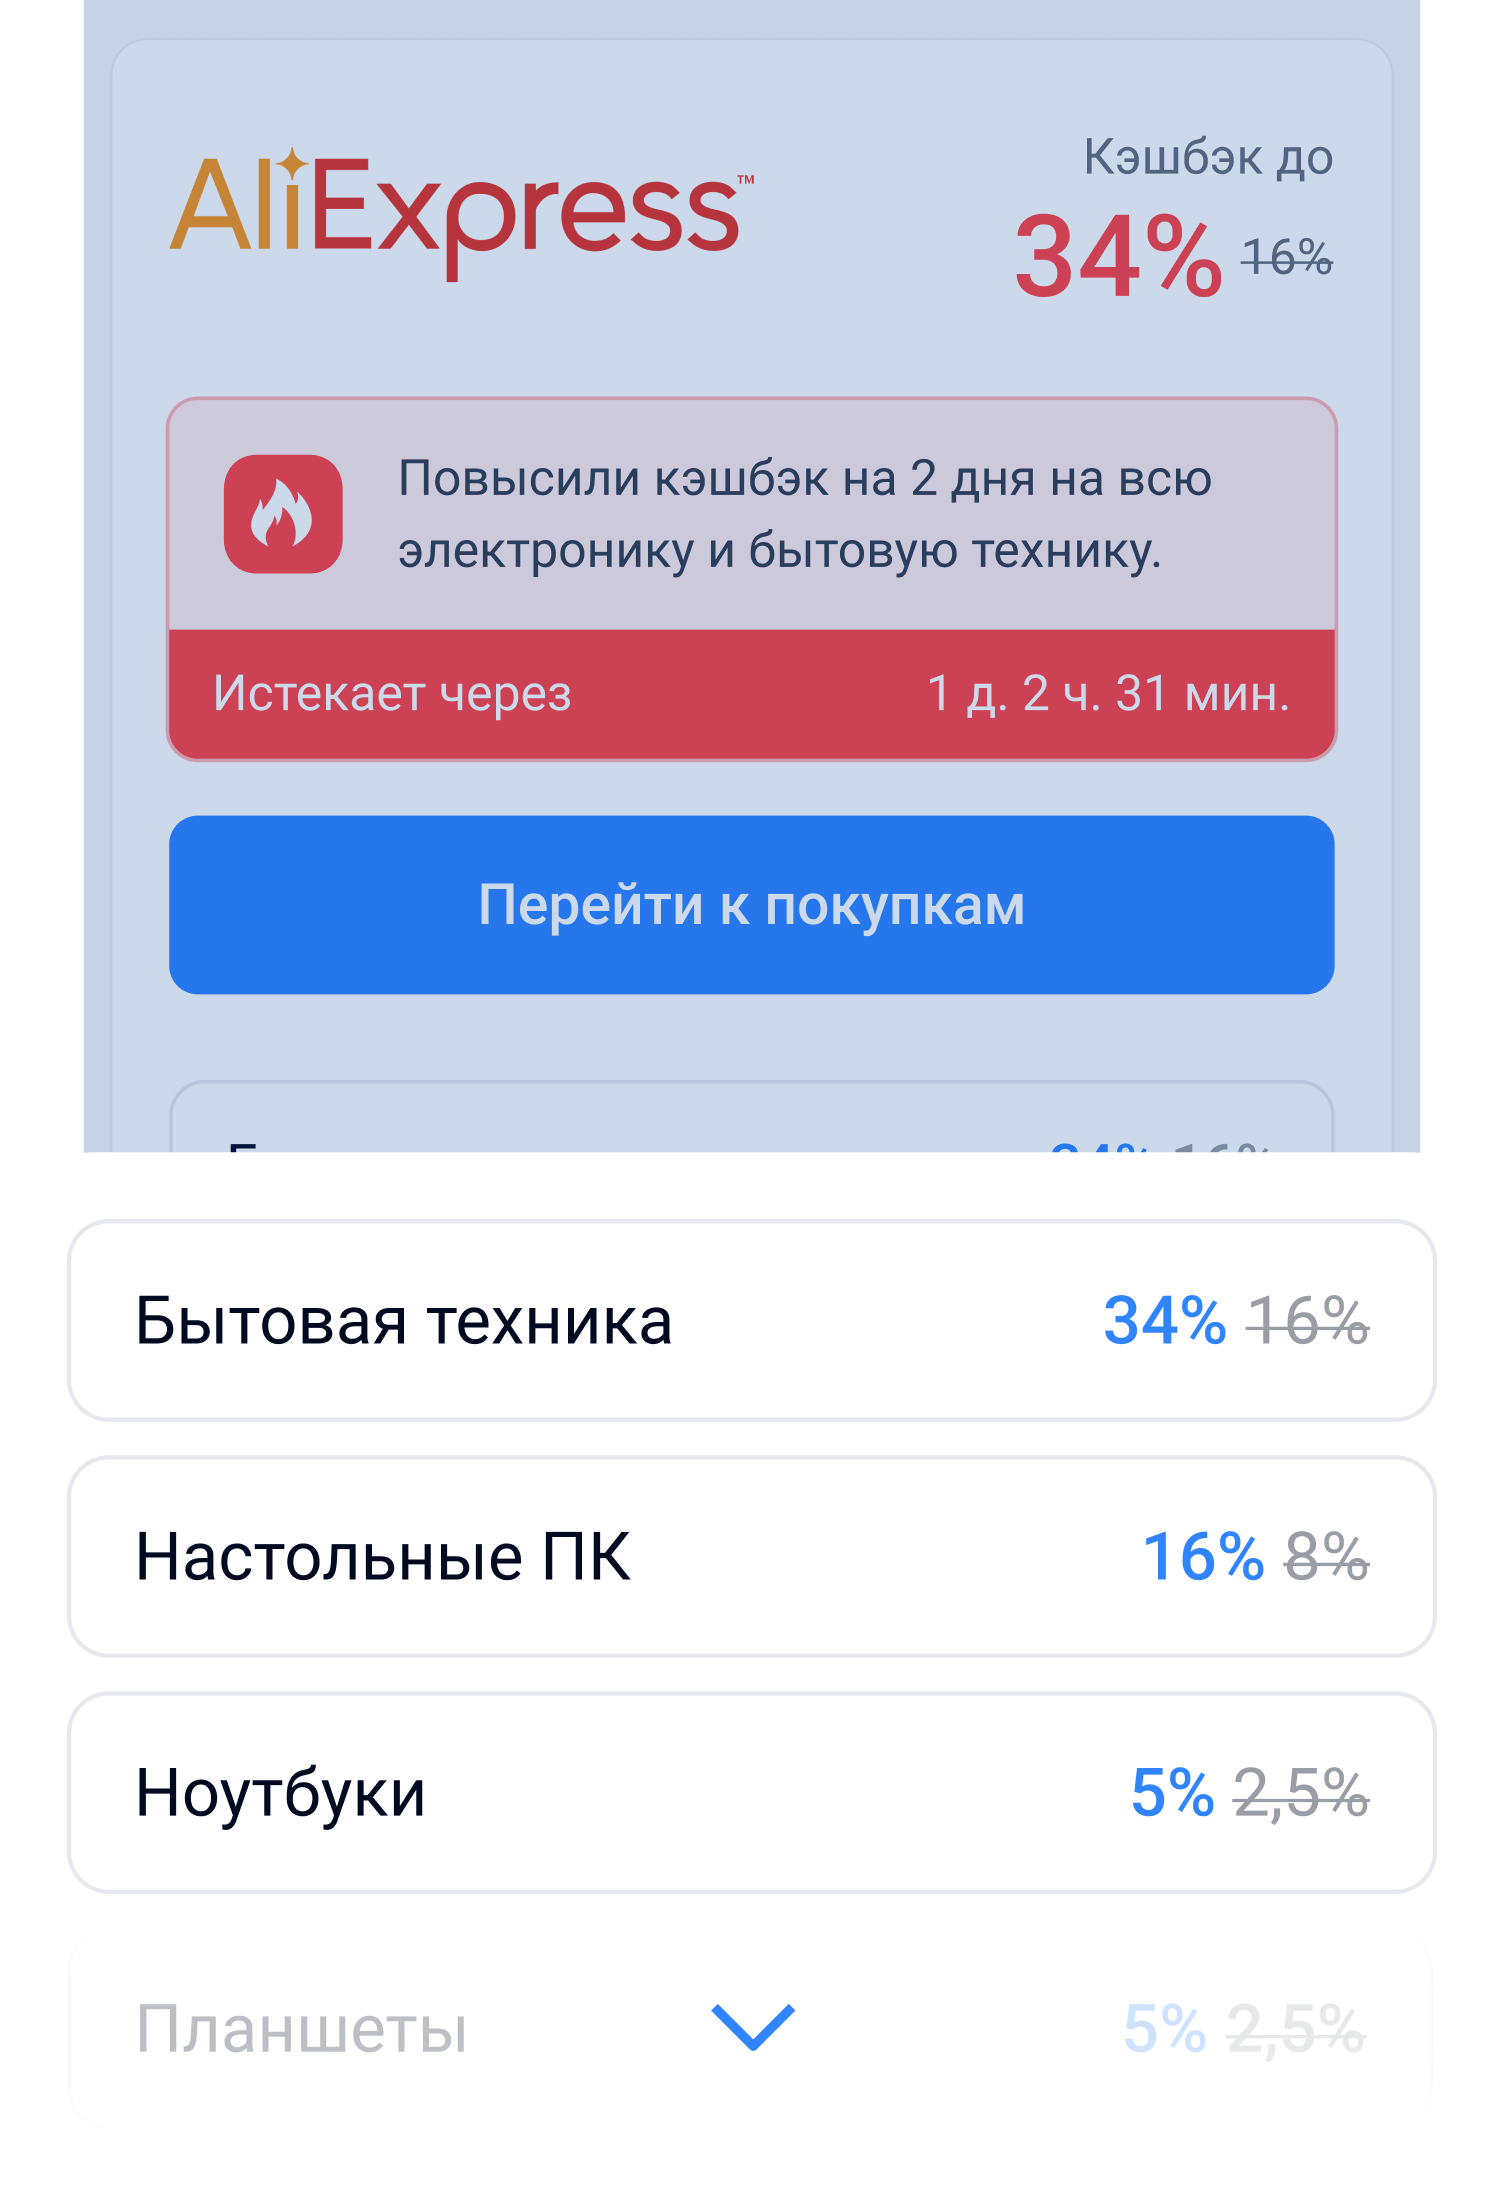 AliExpress™
Кэшбэк до
34% 16%
Повысили кэшбэк на 2 дня на всю
электронику и бытовую технику.
Истекает через 1 д. 2 ч. 31 мин.
Перейти к покупкам
Бытовая техника 34% 16%
Настольные ПК 16% 8%
Ноутбуки 5% 2,5%
Планшеты 5% 2,5%